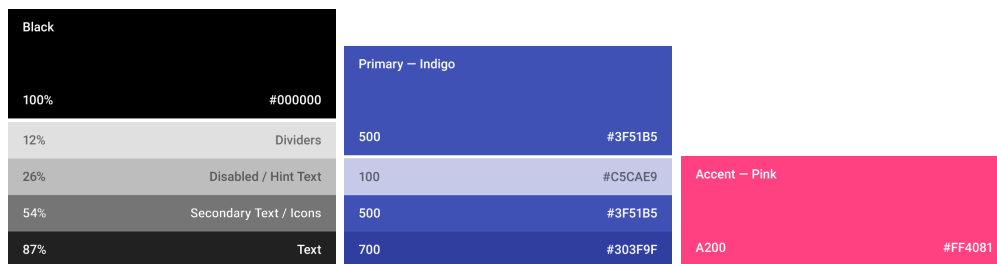 Black
100% #000000
12% Dividers
26% Disabled / Hint Text
54% Secondary Text / Icons
87% Text
Primary — Indigo
500 #3F51B5
100 #C5CAE9
500 #3F51B5
700 #303F9F
Accent — Pink
A200 #FF4081